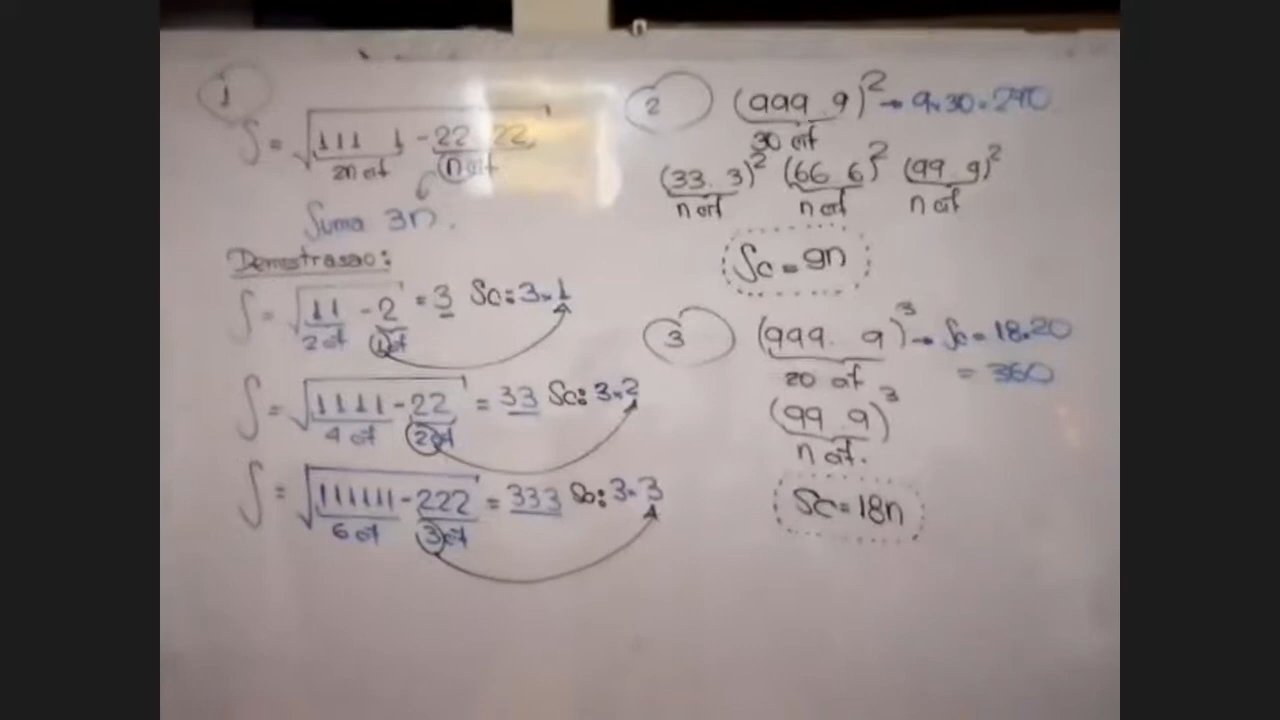 1
S = √111 1 - 22 22
2n cif n cif
Suma 3n.
Demostrasao:
S = √11 - 2 = 3 Sc: 3×1
2 cif 1 cif
S = √1111 - 22 = 33 Sc: 3×2
4 cif 2 cif
S = √111111 - 222 = 333 Sc: 3×3
6 cif 3 cif
2
(999 9)² → 9×30=270
30 cif
(33. 3)² (66 6)² (99 9)²
n cif n cif n cif
Sc = 9n
3
(999. 9)³ → Sc = 18×20
20 cif = 360
(99 9)³
n cif.
Sc = 18n